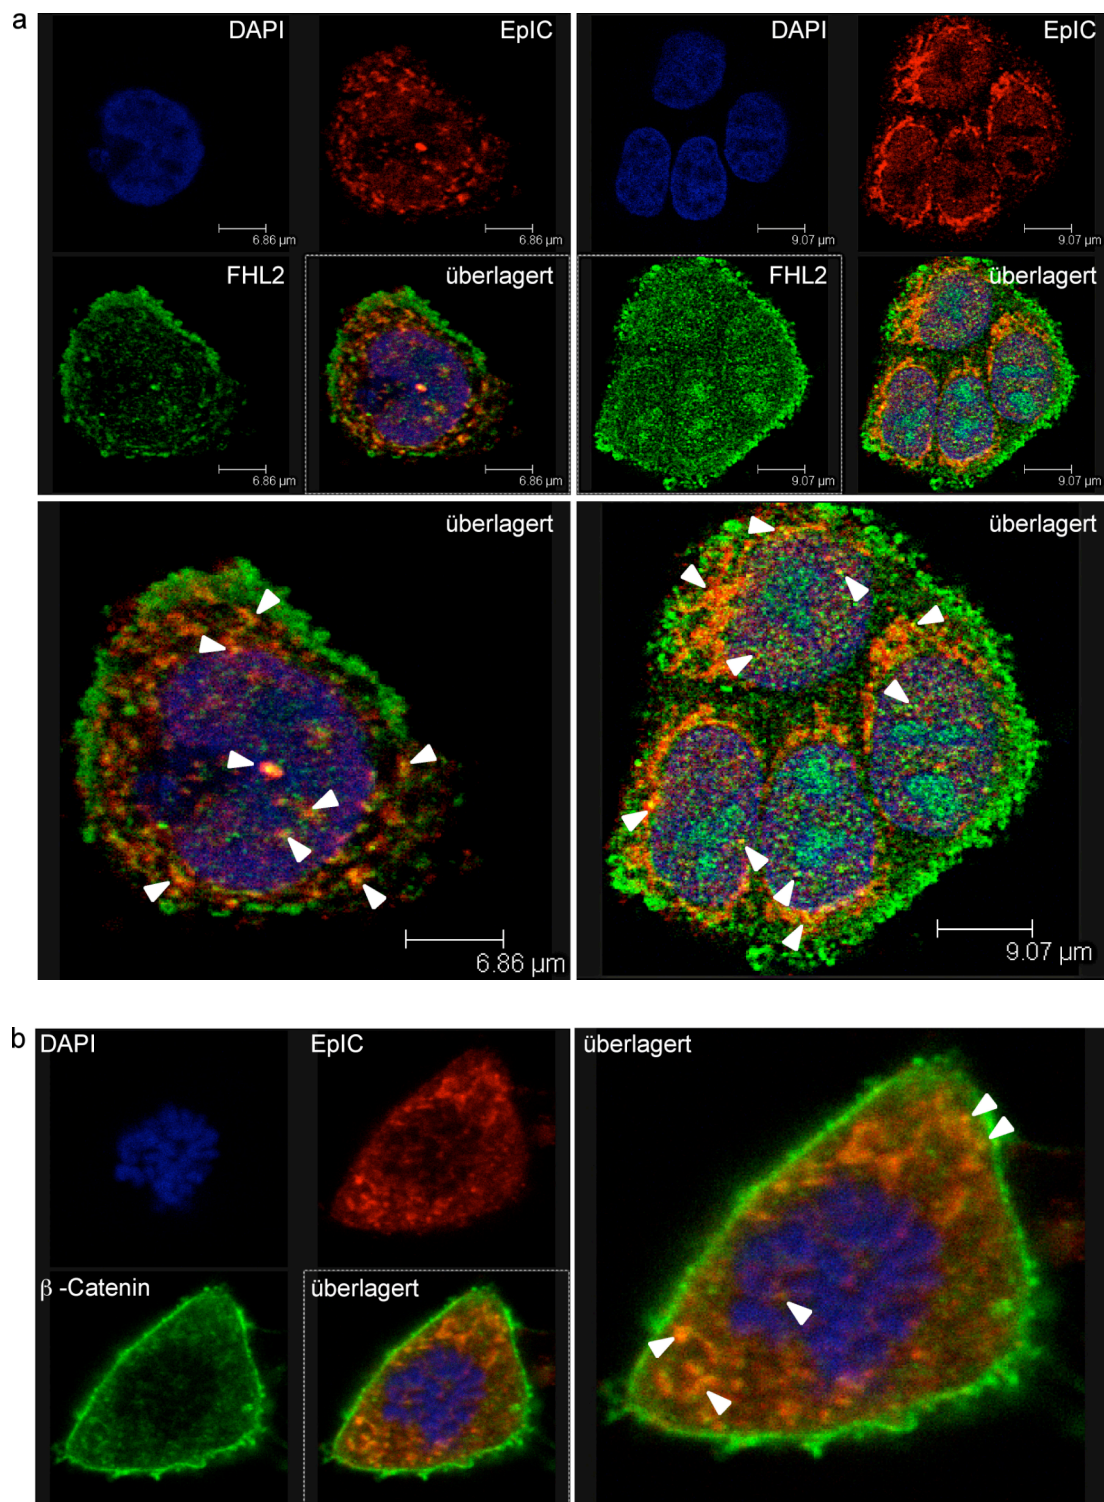 a
DAPI
EpIC
DAPI
EpIC
6.86 µm
6.86 µm
9.07 µm
9.07 µm
FHL2
überlagert
FHL2
überlagert
6.86 µm
6.86 µm
9.07 µm
9.07 µm
überlagert
überlagert
6.86 µm
9.07 µm
b
DAPI
EpIC
überlagert
β -Catenin
überlagert